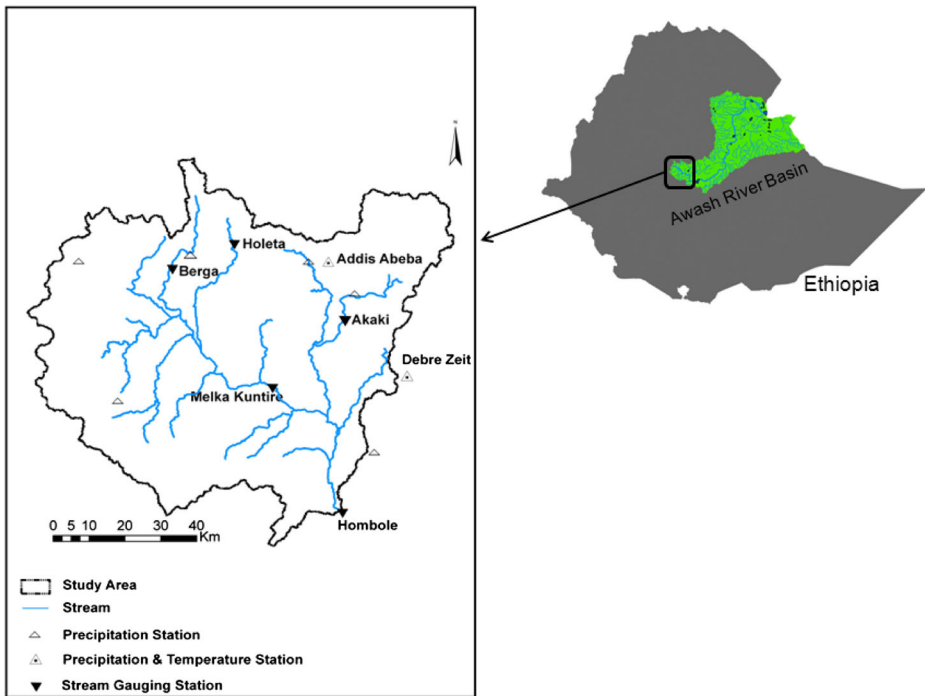 N
Holeta
Berga
Addis Abeba
Akaki
Debre Zeit
Melka Kuntire
Hombole
0 5 10 20 30 40
Km
Study Area
Stream
Precipitation Station
Precipitation & Temperature Station
Stream Gauging Station
Awash River Basin
Ethiopia